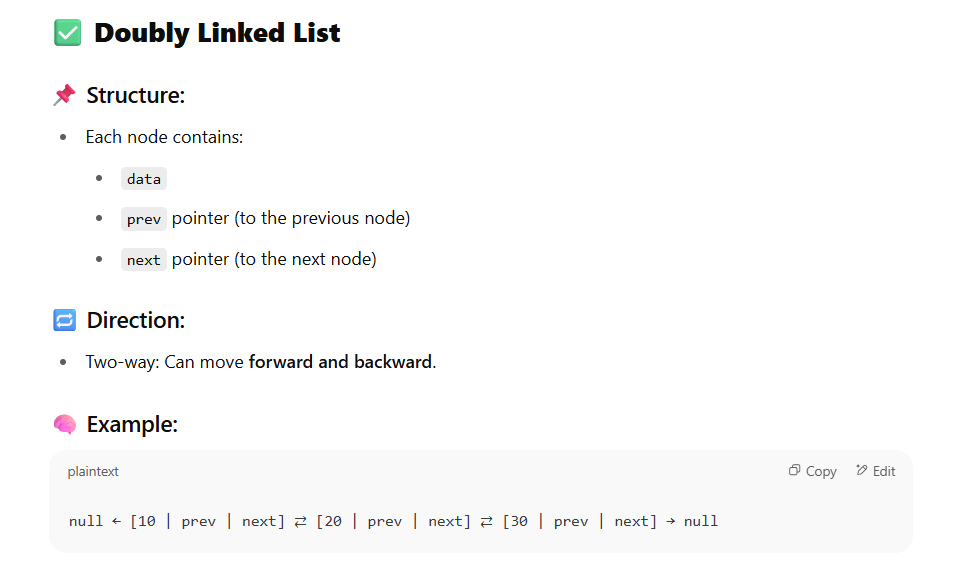 ✅ Doubly Linked List
📌 Structure:
• Each node contains:
• data
• prev pointer (to the previous node)
• next pointer (to the next node)
🔁 Direction:
• Two-way: Can move forward and backward.
🧠 Example:
plaintext Copy Edit
null ← [10 | prev | next] ⇄ [20 | prev | next] ⇄ [30 | prev | next] → null